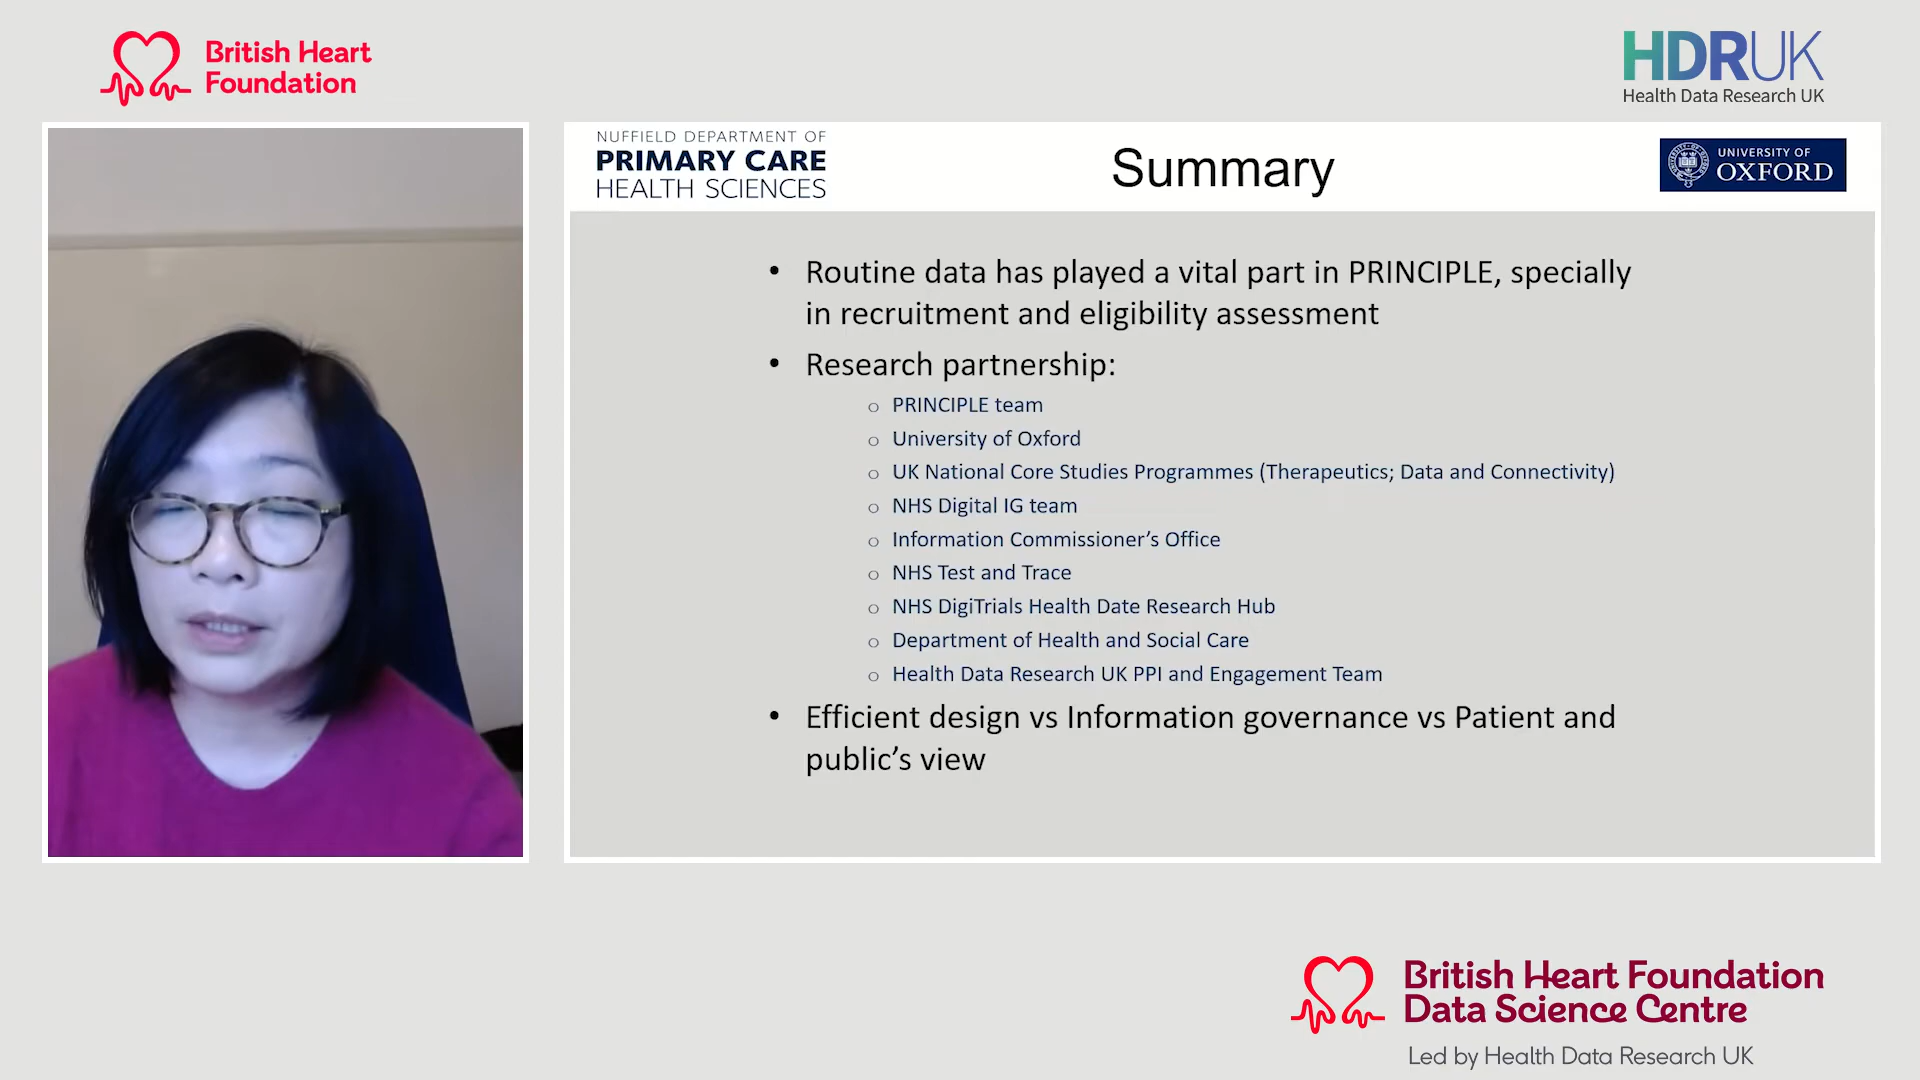 British Heart
Foundation
HDRUK
Health Data Research UK
NUFFIELD DEPARTMENT OF
PRIMARY CARE
HEALTH SCIENCES
Summary
UNIVERSITY OF
OXFORD
• Routine data has played a vital part in PRINCIPLE, specially
in recruitment and eligibility assessment
• Research partnership:
o PRINCIPLE team
o University of Oxford
o UK National Core Studies Programmes (Therapeutics; Data and Connectivity)
o NHS Digital IG team
o Information Commissioner’s Office
o NHS Test and Trace
o NHS DigiTrials Health Date Research Hub
o Department of Health and Social Care
o Health Data Research UK PPI and Engagement Team
• Efficient design vs Information governance vs Patient and
public’s view
British Heart Foundation
Data Science Centre
Led by Health Data Research UK